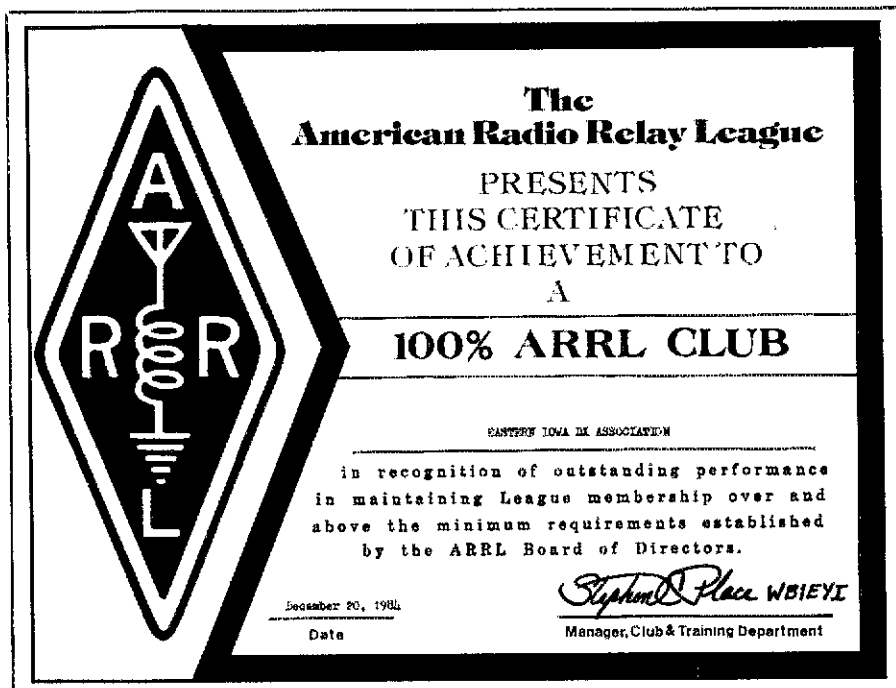 A
R R
L
The
American Radio Relay League
PRESENTS
THIS CERTIFICATE
OF ACHIEVEMENT TO
A
100% ARRL CLUB
EASTERN IOWA DX ASSOCIATION
in recognition of outstanding performance
in maintaining League membership over and
above the minimum requirements established
by the ARRL Board of Directors.
December 20, 1984
Date
Stephen C Place WB1EYI
Manager, Club & Training Department